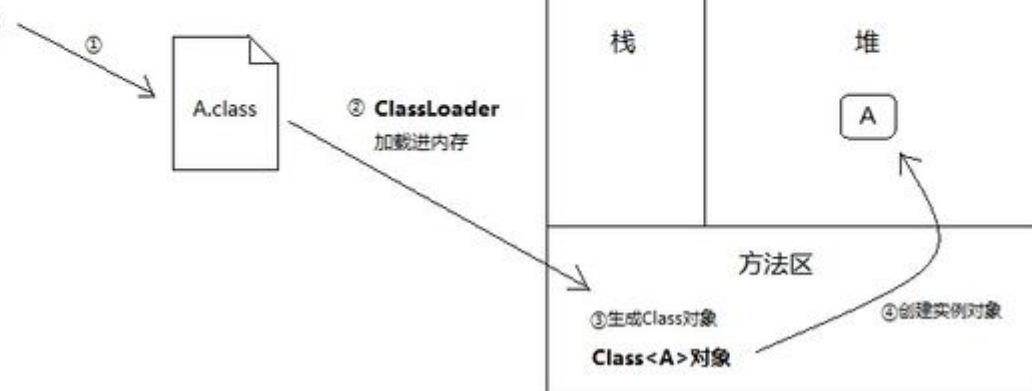 ①
A.class
② ClassLoader
加载进内存
栈
堆
A
方法区
③生成Class对象
Class<A>对象
④创建实例对象